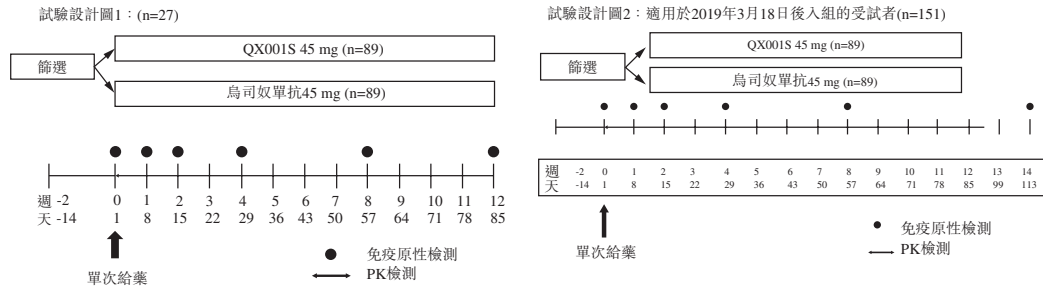 試驗設計圖1：(n=27)
QX001S 45 mg (n=89)
篩選
烏司奴單抗45 mg (n=89)
週 -2 0 1 2 3 4 5 6 7 8 9 10 11 12
天 -14 1 8 15 22 29 36 43 50 57 64 71 78 85
免疫原性檢測
PK檢測
單次給藥
試驗設計圖2：適用於2019年3月18日後入組的受試者(n=151)
QX001S 45 mg (n=89)
篩選
烏司奴單抗45 mg (n=89)
週 -2 0 1 2 3 4 5 6 7 8 9 10 11 12 13 14
天 -14 1 8 15 22 29 36 43 50 57 64 71 78 85 99 113
免疫原性檢測
PK檢測
單次給藥